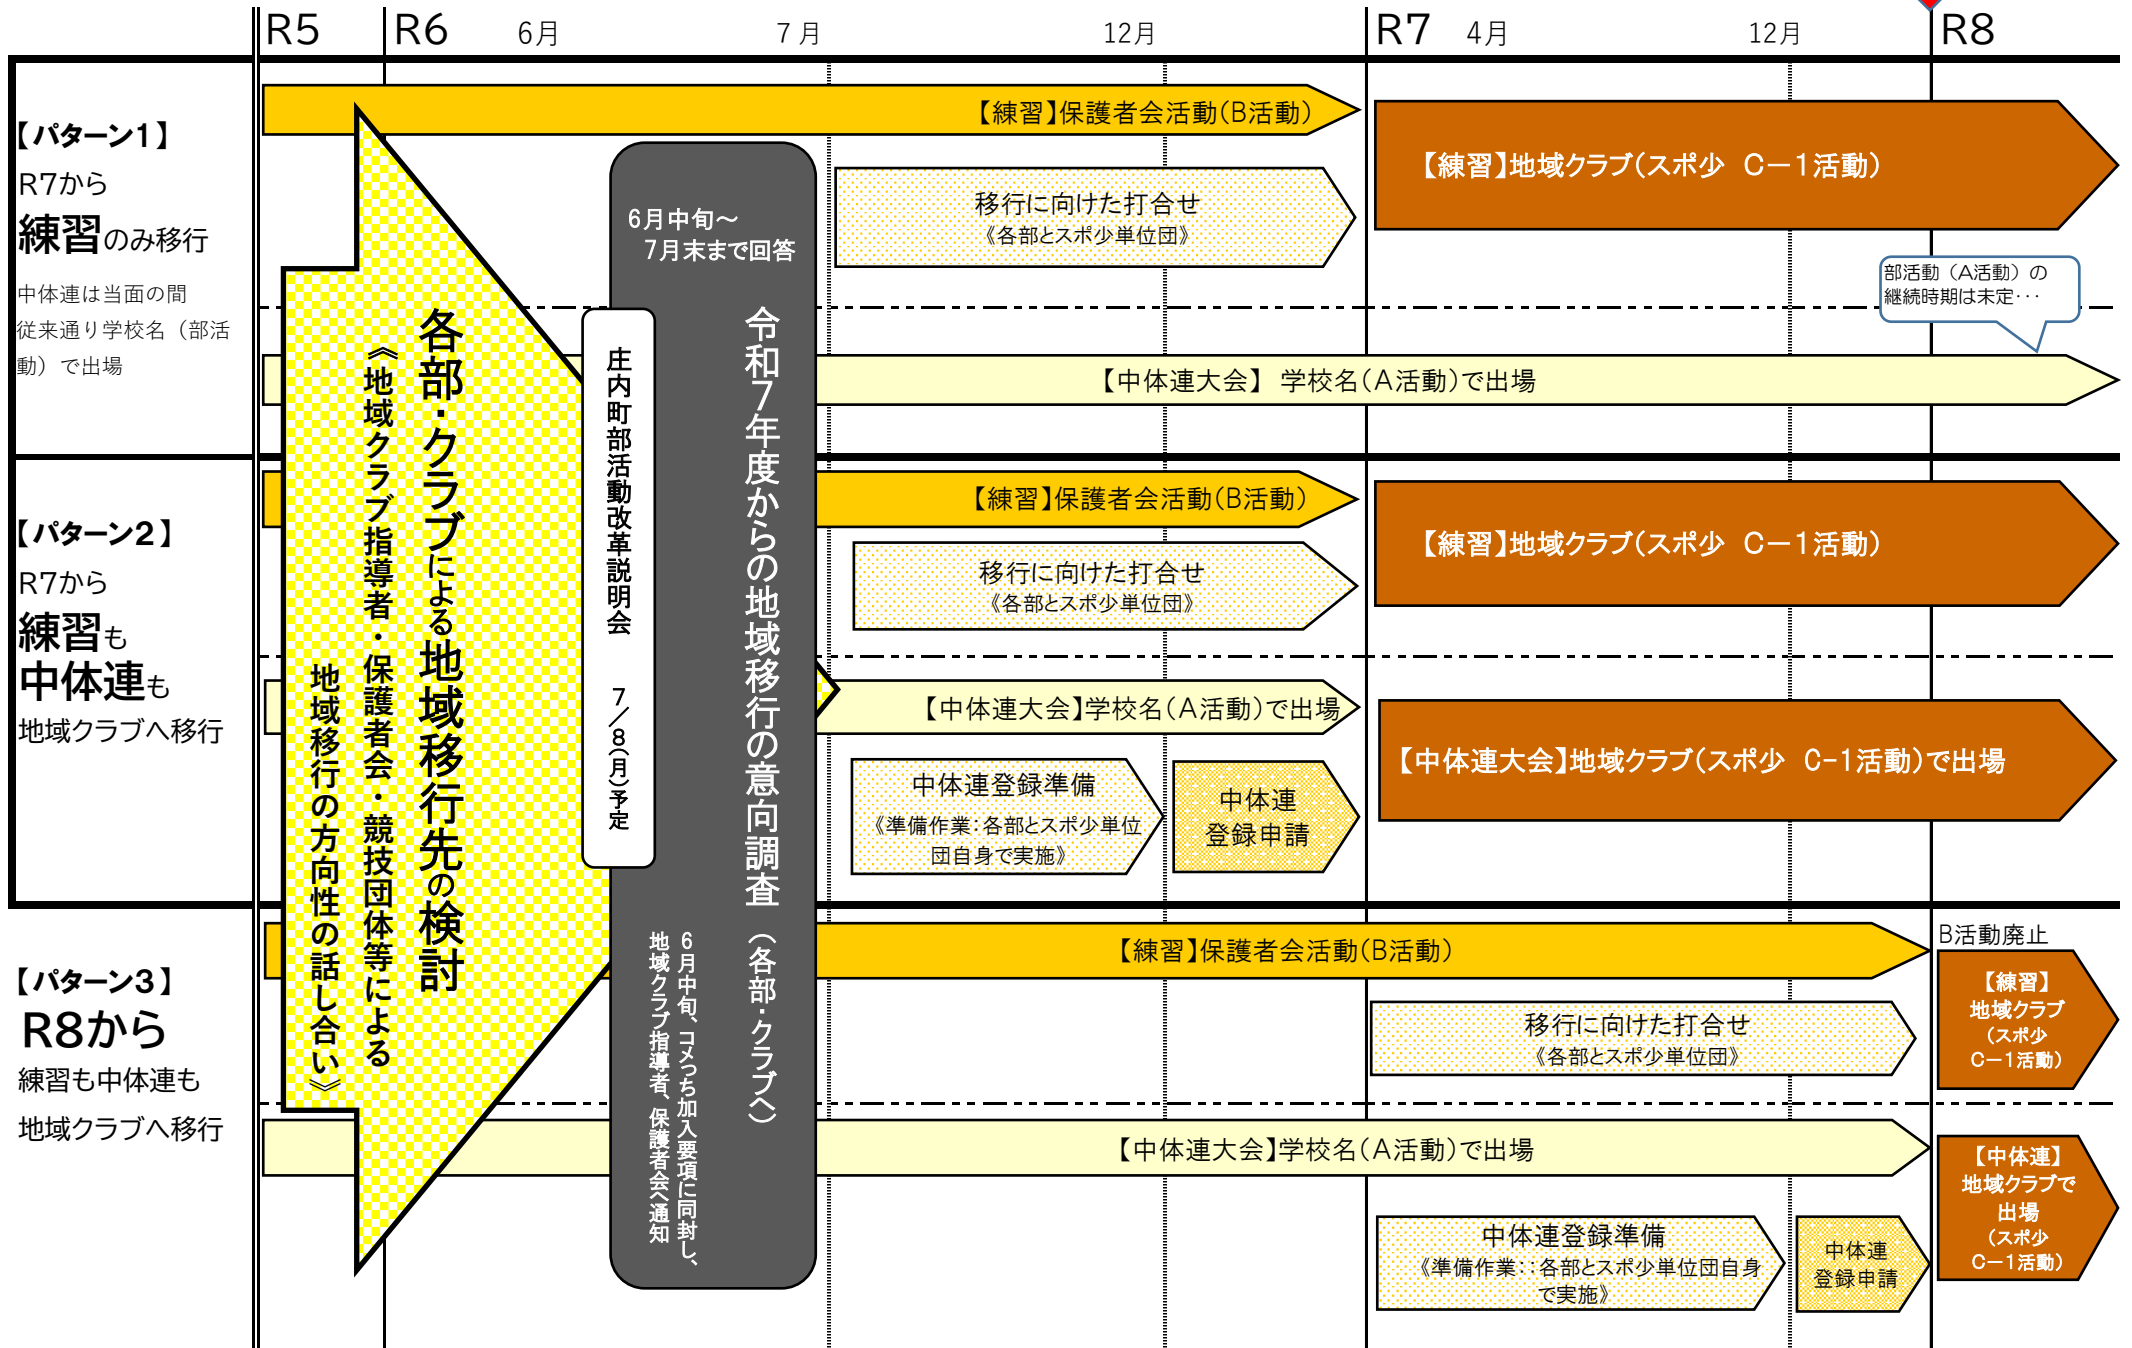 R5
R6
6月
7月
12月
R7
4月
12月
R8
【パターン1】
R7から
練習のみ移行
中体連は当面の間
従来通り学校名（部活
動）で出場
【練習】保護者会活動(B活動)
移行に向けた打合せ
《各部とスポ少単位団》
【練習】地域クラブ(スポ少　C－1活動)
部活動（A活動）の
継続時期は未定･･･
【中体連大会】 学校名(A活動)で出場
各部・クラブによる地域移行先の検討
《地域クラブ指導者・保護者会・競技団体等による
地域移行の方向性の話し合い》
庄内町部活動改革説明会　7／8(月)予定
6月中旬～
7月末まで回答
令和7年度からの地域移行の意向調査（各部・クラブへ）
6月中旬、コメっち加入要項に同封し、
地域クラブ指導者、保護者会へ通知
【パターン2】
R7から
練習も
中体連も
地域クラブへ移行
【練習】保護者会活動(B活動)
移行に向けた打合せ
《各部とスポ少単位団》
【練習】地域クラブ(スポ少　C－1活動)
【中体連大会】学校名(A活動)で出場
中体連登録準備
《準備作業:各部とスポ少単位
団自身で実施》
中体連
登録申請
【中体連大会】地域クラブ(スポ少　C-1活動)で出場
【パターン3】
R8から
練習も中体連も
地域クラブへ移行
【練習】保護者会活動(B活動)
B活動廃止
【練習】
地域クラブ
(スポ少
C－1活動)
移行に向けた打合せ
《各部とスポ少単位団》
【中体連大会】学校名(A活動)で出場
【中体連】
地域クラブで
出場
(スポ少
C－1活動)
中体連登録準備
《準備作業::各部とスポ少単位団自身
で実施》
中体連
登録申請